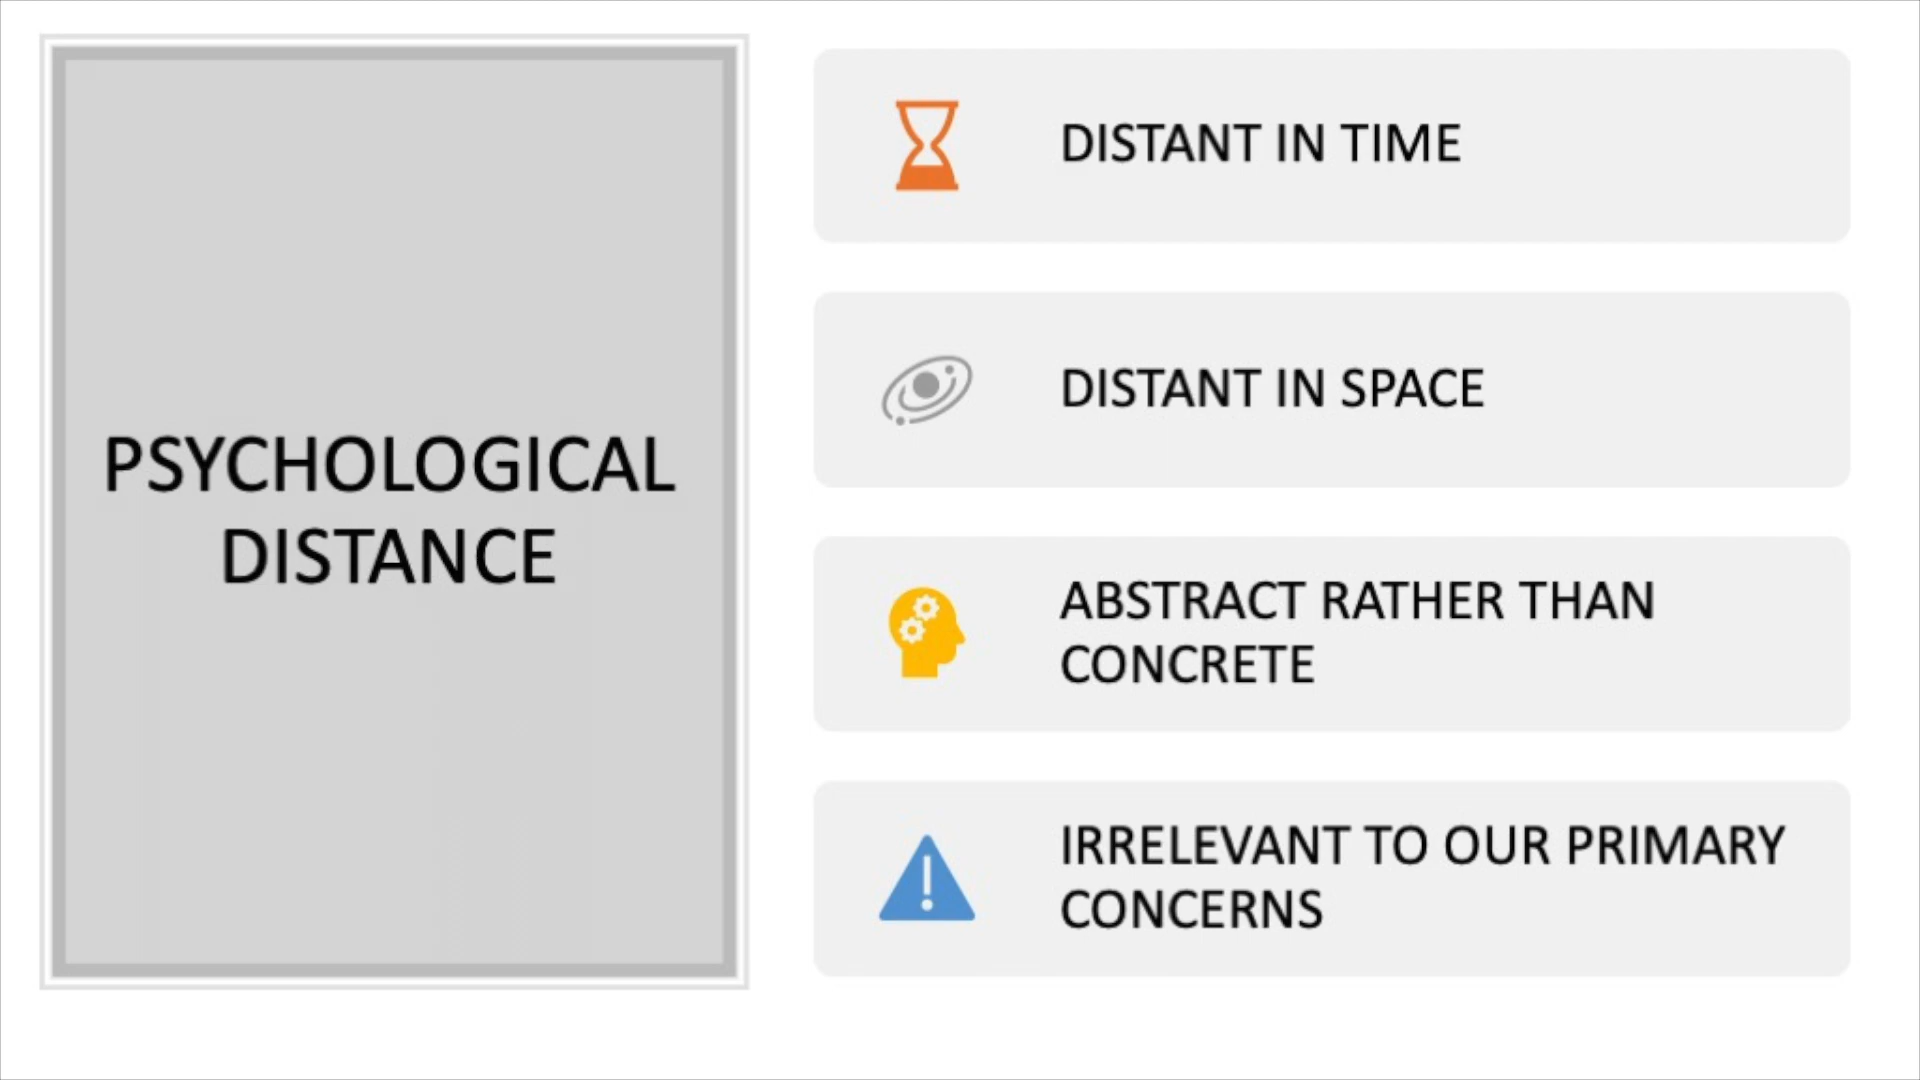 PSYCHOLOGICAL
DISTANCE
DISTANT IN TIME
DISTANT IN SPACE
ABSTRACT RATHER THAN
CONCRETE
IRRELEVANT TO OUR PRIMARY
CONCERNS